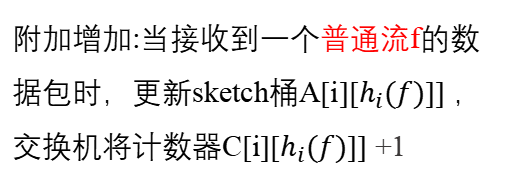 附加增加:当接收到一个普通流f的数
据包时，更新sketch桶A[i][hᵢ(f)]]，
交换机将计数器C[i][hᵢ(f)]] +1